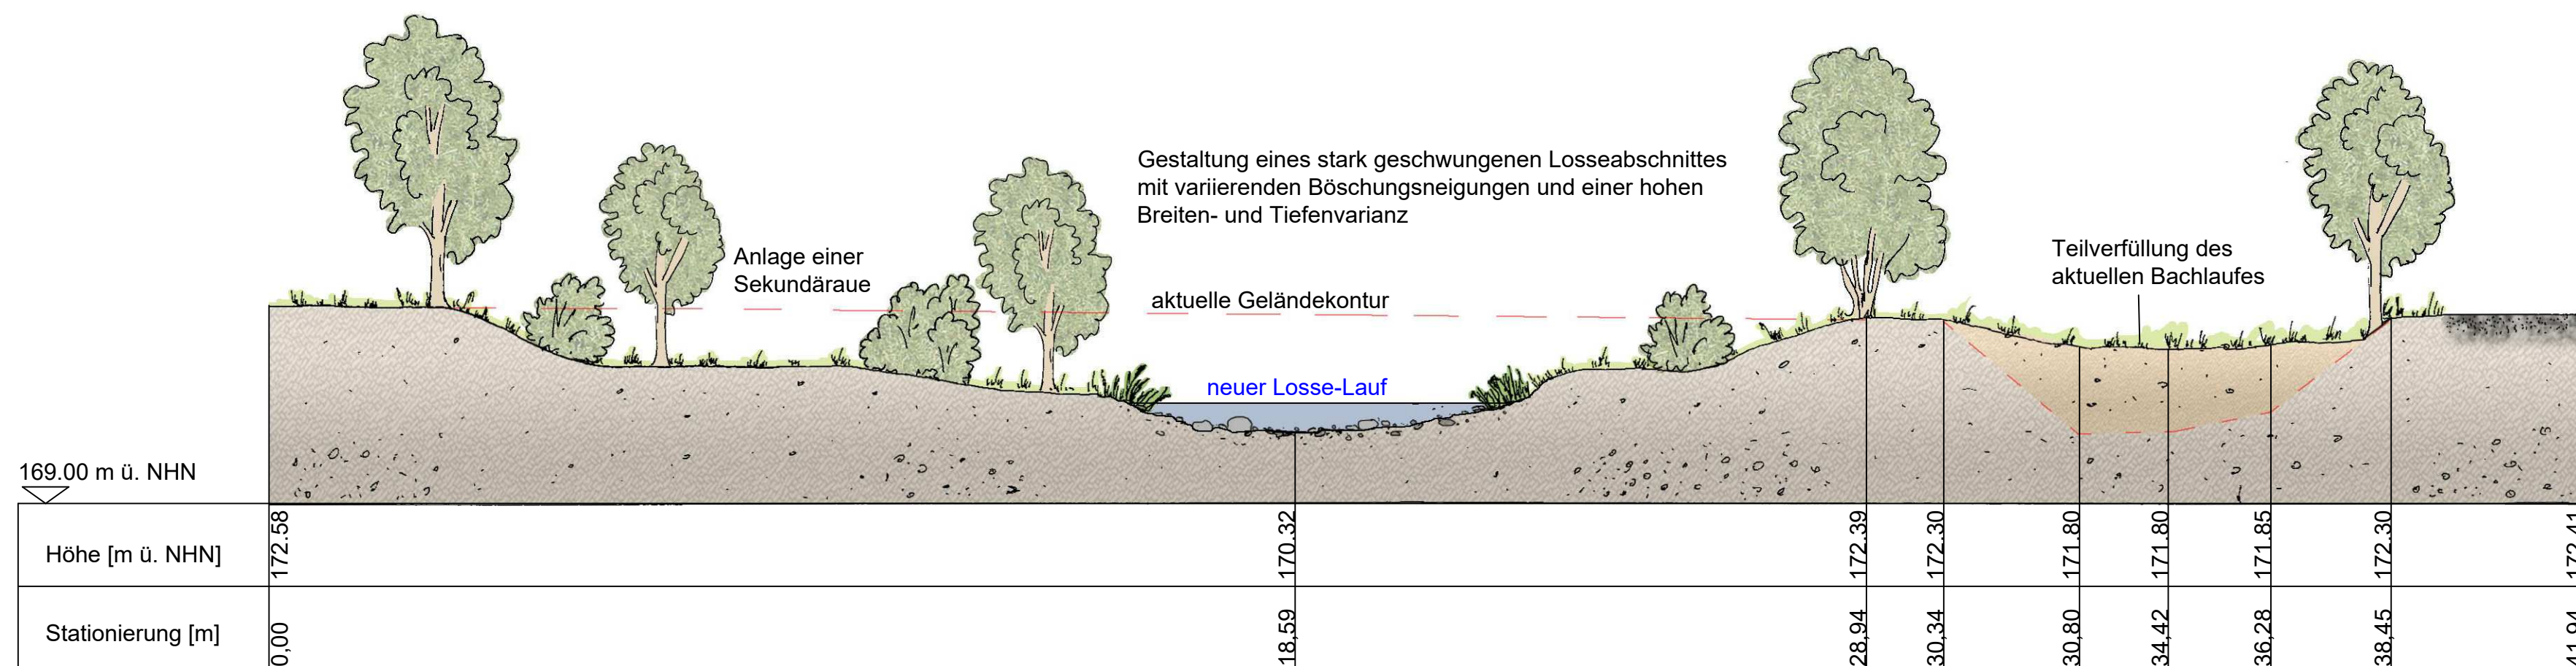 Gestaltung eines stark geschwungenen Losseabschnittes
mit variierenden Böschungsneigungen und einer hohen
Breiten- und Tiefenvarianz
Anlage einer
Sekundäraue
Teilverfüllung des
aktuellen Bachlaufes
aktuelle Geländekontur
neuer Losse-Lauf
169.00 m ü. NHN
Höhe [m ü. NHN] 172.58 170.32 172.39 172.30 171.80 171.80 171.85 172.30 172.41
Stationierung [m] 0,00 18,59 28,94 30,34 30,80 34,42 36,28 38,45